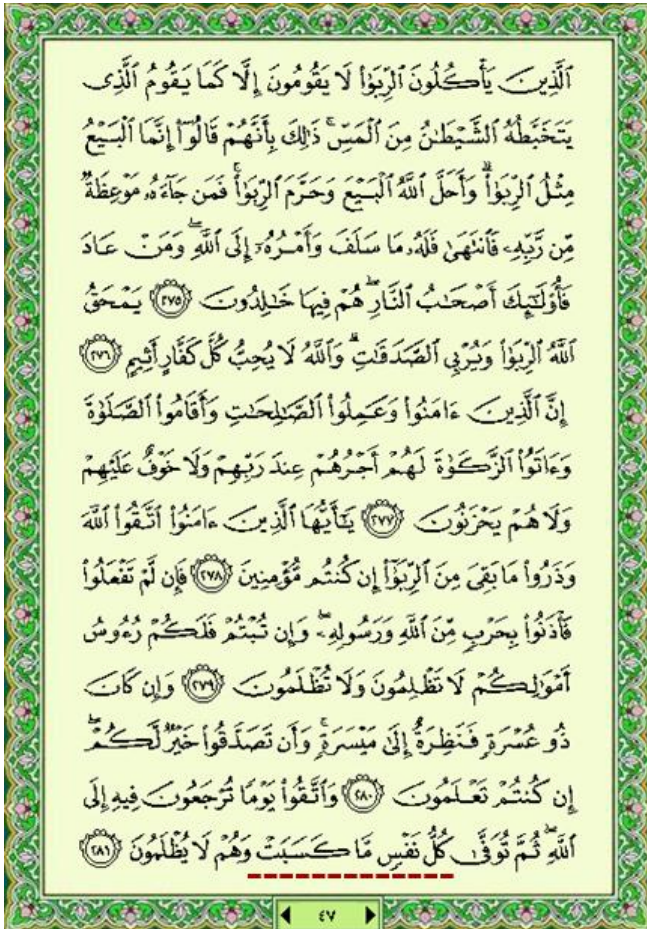 ٱلَّذِينَ يَأۡكُلُونَ ٱلرِّبَوٰاْ لَا يَقُومُونَ إِلَّا كَمَا يَقُومُ ٱلَّذِي
يَتَخَبَّطُهُ ٱلشَّيۡطَٰنُ مِنَ ٱلۡمَسِّۚ ذَٰلِكَ بِأَنَّهُمۡ قَالُوٓاْ إِنَّمَا ٱلۡبَيۡعُ
مِثۡلُ ٱلرِّبَوٰاْۗ وَأَحَلَّ ٱللَّهُ ٱلۡبَيۡعَ وَحَرَّمَ ٱلرِّبَوٰاْۚ فَمَن جَآءَهُۥ مَوۡعِظَةٞ
مِّن رَّبِّهِۦ فَٱنتَهَىٰ فَلَهُۥ مَا سَلَفَ وَأَمۡرُهُۥٓ إِلَى ٱللَّهِۖ وَمَنۡ عَادَ
فَأُوْلَٰٓئِكَ أَصۡحَٰبُ ٱلنَّارِۖ هُمۡ فِيهَا خَٰلِدُونَ ٢٧٥ يَمۡحَقُ
ٱللَّهُ ٱلرِّبَوٰاْ وَيُرۡبِي ٱلصَّدَقَٰتِۗ وَٱللَّهُ لَا يُحِبُّ كُلَّ كَفَّارٍ أَثِيمٍ ٢٧٦
إِنَّ ٱلَّذِينَ ءَامَنُواْ وَعَمِلُواْ ٱلصَّٰلِحَٰتِ وَأَقَامُواْ ٱلصَّلَوٰةَ
وَءَاتَوُاْ ٱلزَّكَوٰةَ لَهُمۡ أَجۡرُهُمۡ عِندَ رَبِّهِمۡ وَلَا خَوۡفٌ عَلَيۡهِمۡ
وَلَا هُمۡ يَحۡزَنُونَ ٢٧٧ يَٰٓأَيُّهَا ٱلَّذِينَ ءَامَنُواْ ٱتَّقُواْ ٱللَّهَ
وَذَرُواْ مَا بَقِيَ مِنَ ٱلرِّبَوٰٓاْ إِن كُنتُم مُّؤۡمِنِينَ ٢٧٨ فَإِن لَّمۡ تَفۡعَلُواْ
فَأۡذَنُواْ بِحَرۡبٖ مِّنَ ٱللَّهِ وَرَسُولِهِۦۖ وَإِن تُبۡتُمۡ فَلَكُمۡ رُءُوسُ
أَمۡوَٰلِكُمۡ لَا تَظۡلِمُونَ وَلَا تُظۡلَمُونَ ٢٧٩ وَإِن كَانَ
ذُو عُسۡرَةٖ فَنَظِرَةٌ إِلَىٰ مَيۡسَرَةٖۚ وَأَن تَصَدَّقُواْ خَيۡرٞ لَّكُمۡ
إِن كُنتُمۡ تَعۡلَمُونَ ٢٨٠ وَٱتَّقُواْ يَوۡمٗا تُرۡجَعُونَ فِيهِ إِلَى
ٱللَّهِۖ ثُمَّ تُوَفَّىٰ كُلُّ نَفۡسٖ مَّا كَسَبَتۡ وَهُمۡ لَا يُظۡلَمُونَ ٢٨١
٤٧